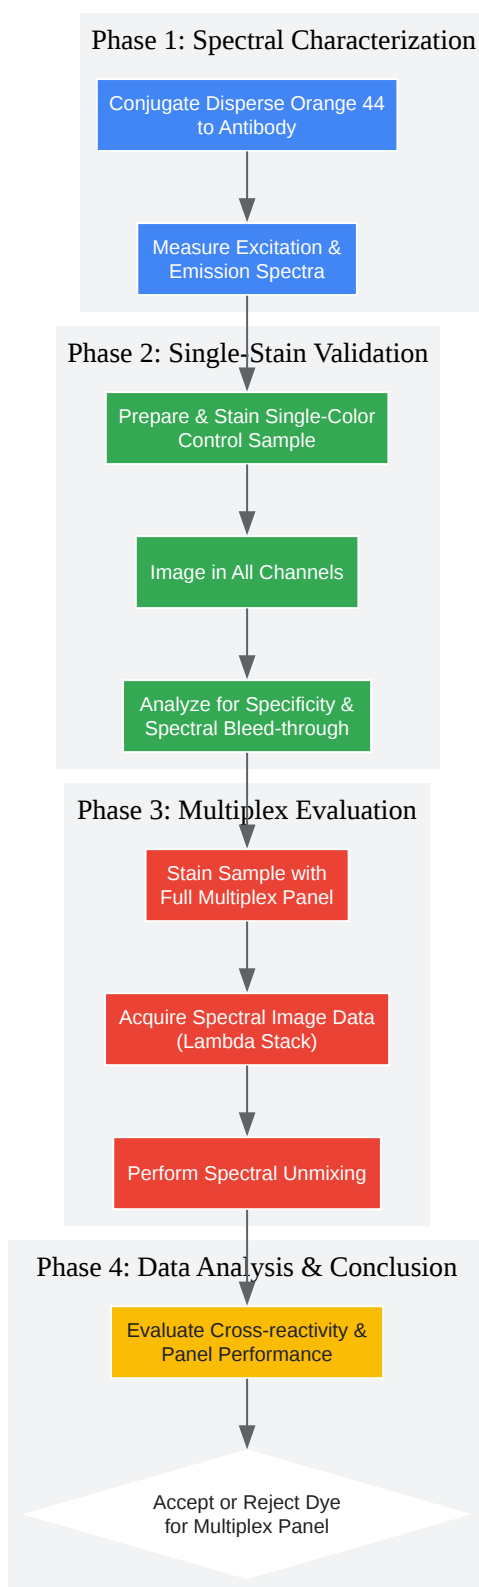 Phase 1: Spectral Characterization
Conjugate Disperse Orange 44
to Antibody
Measure Excitation &
Emission Spectra
Phase 2: Single-Stain Validation
Prepare & Stain Single-Color
Control Sample
Image in All Channels
Analyze for Specificity &
Spectral Bleed-through
Phase 3: Multiplex Evaluation
Stain Sample with
Full Multiplex Panel
Acquire Spectral Image Data
(Lambda Stack)
Perform Spectral Unmixing
Phase 4: Data Analysis & Conclusion
Evaluate Cross-reactivity &
Panel Performance
Accept or Reject Dye
for Multiplex Panel